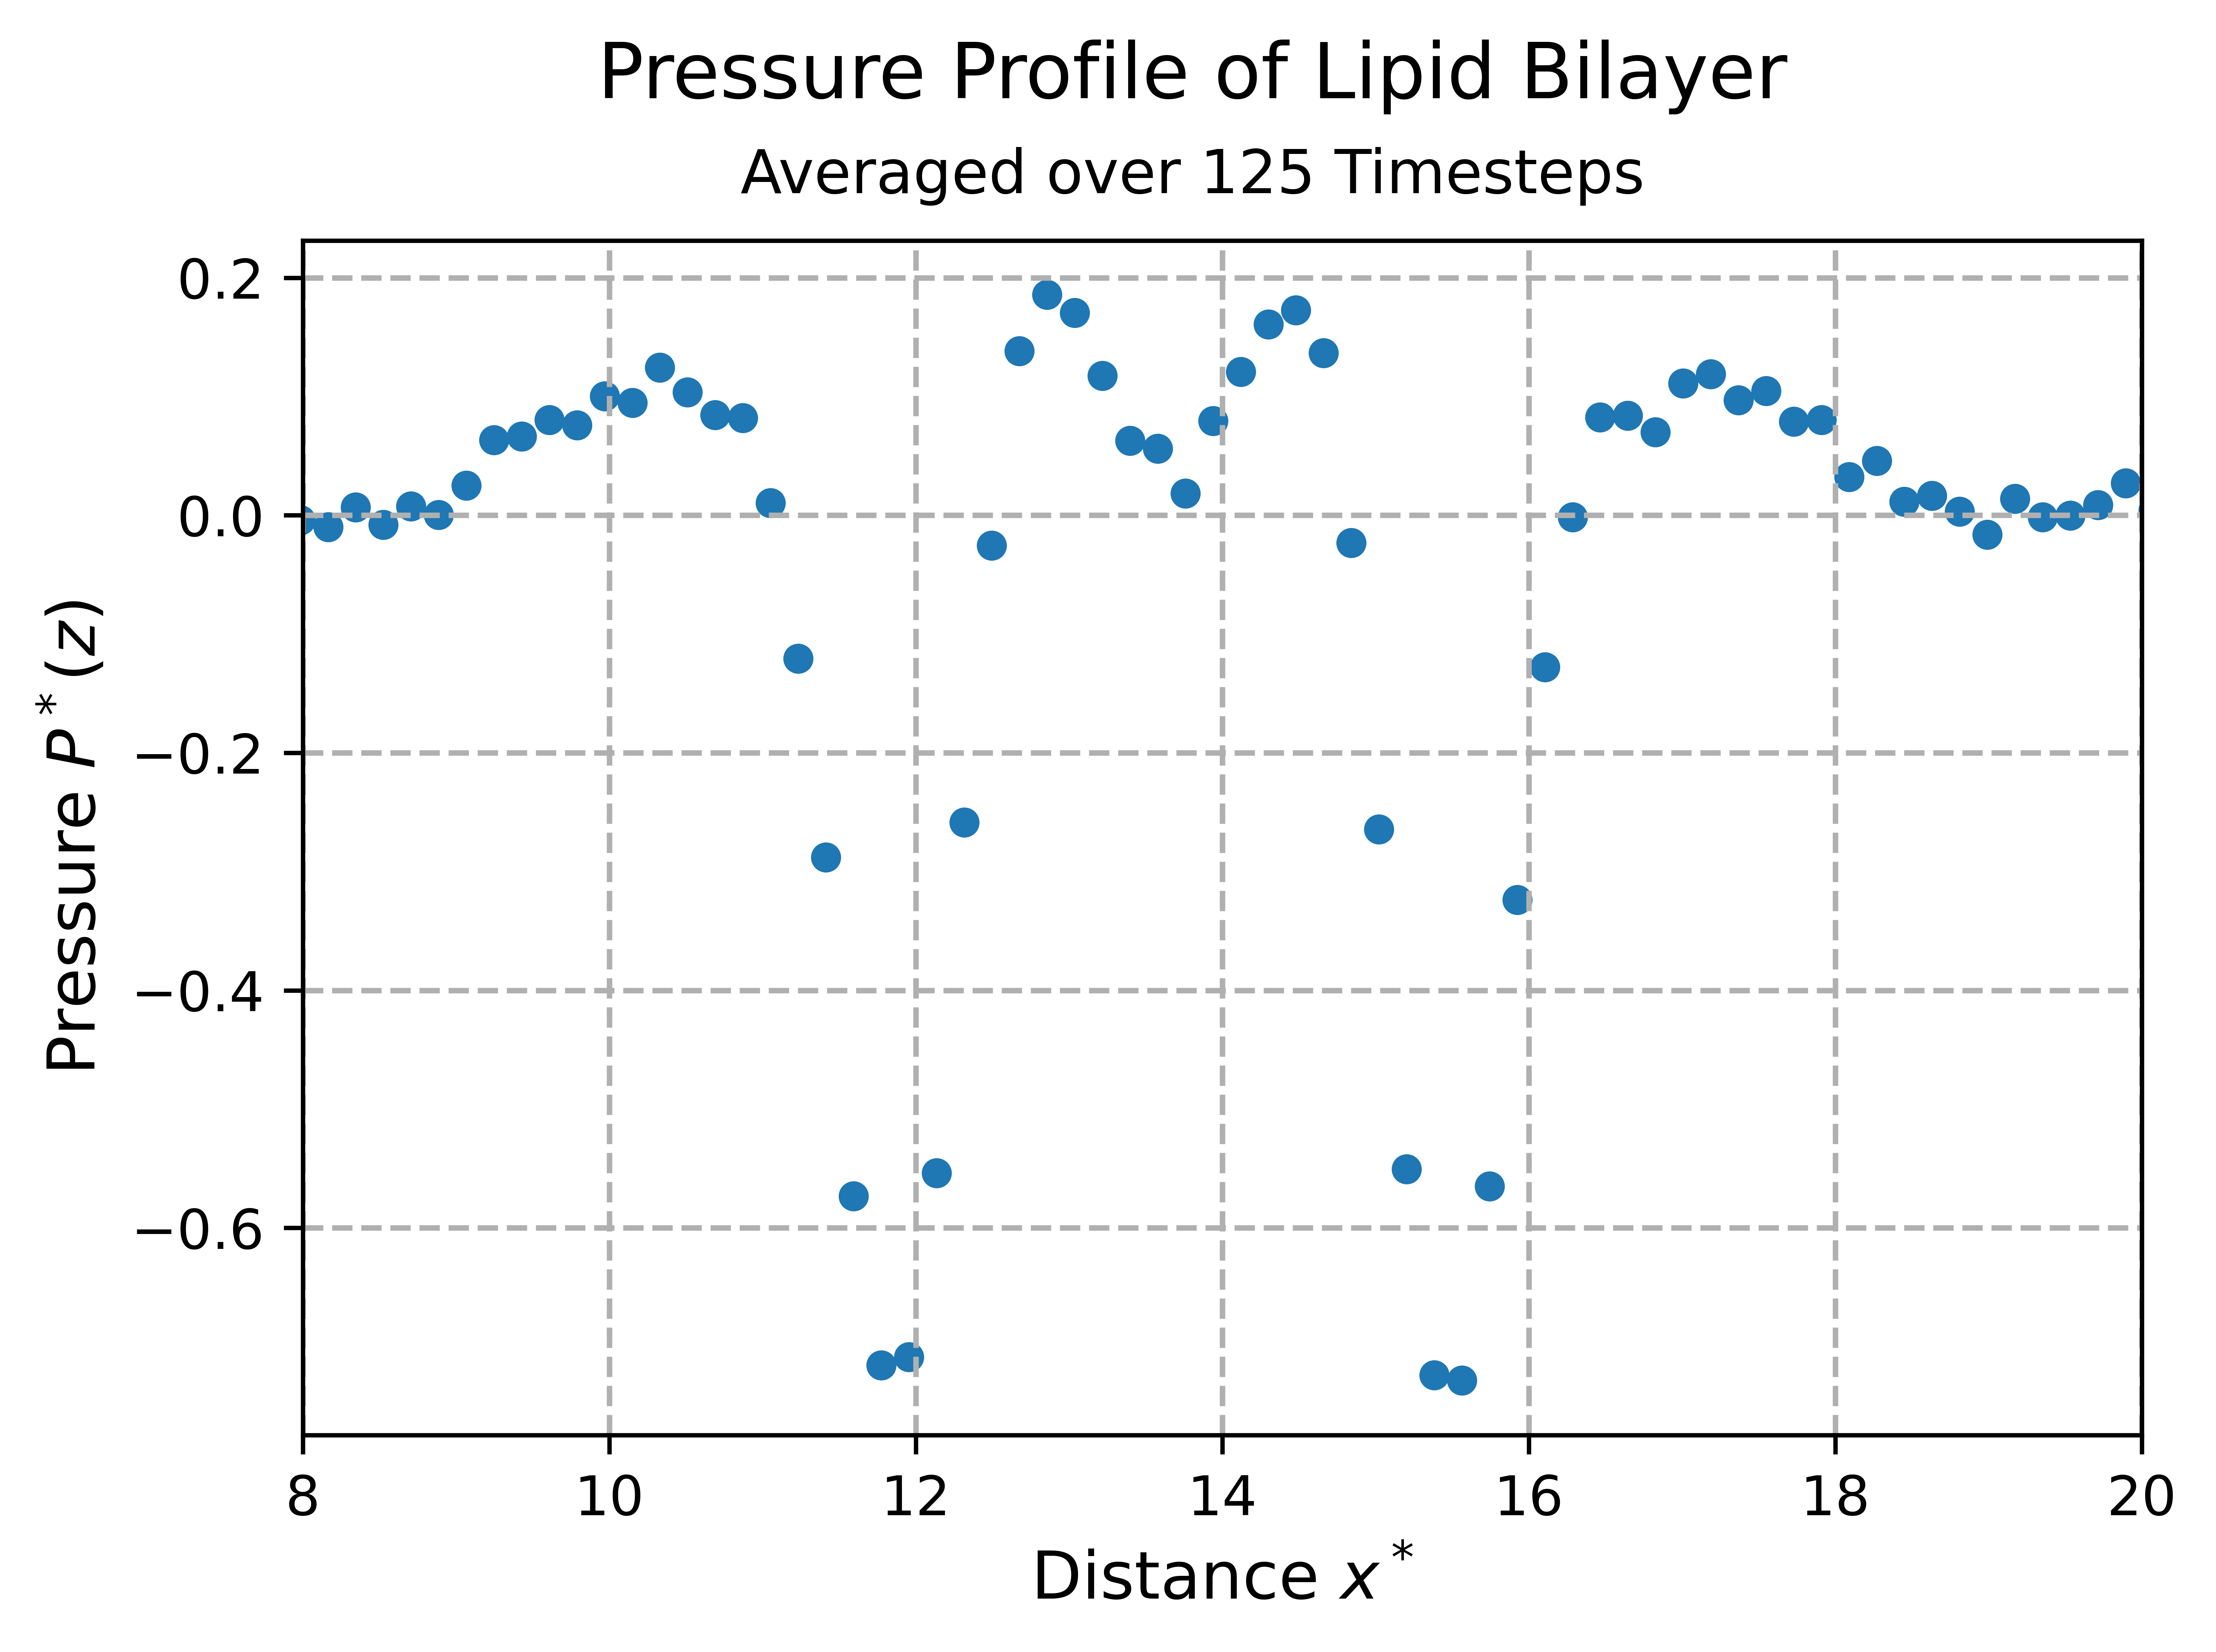 Pressure Profile of Lipid Bilayer
Averaged over 125 Timesteps
Pressure P*(z)
0.2
0.0
−0.2
−0.4
−0.6
8 10 12 14 16 18 20
Distance x*